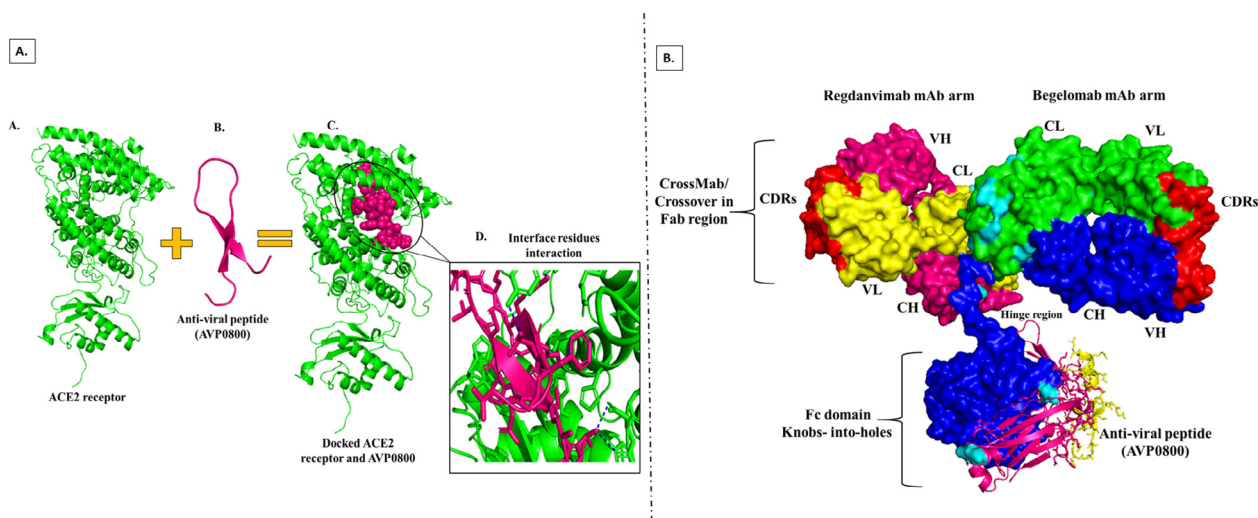 A.
A.
B.
C.
Anti-viral peptide
(AVP0800)
ACE2 receptor
Docked ACE2
receptor and AVP0800
D.
Interface residues
interaction
B.
Regdanvimab mAb arm
Begelomab mAb arm
VH
CL
CL
VL
CrossMab/
Crossover in
Fab region
CDRs
CDRs
VL
CH
CH
VH
Hinge region
Fc domain
Knobs- into-holes
Anti-viral peptide
(AVP0800)